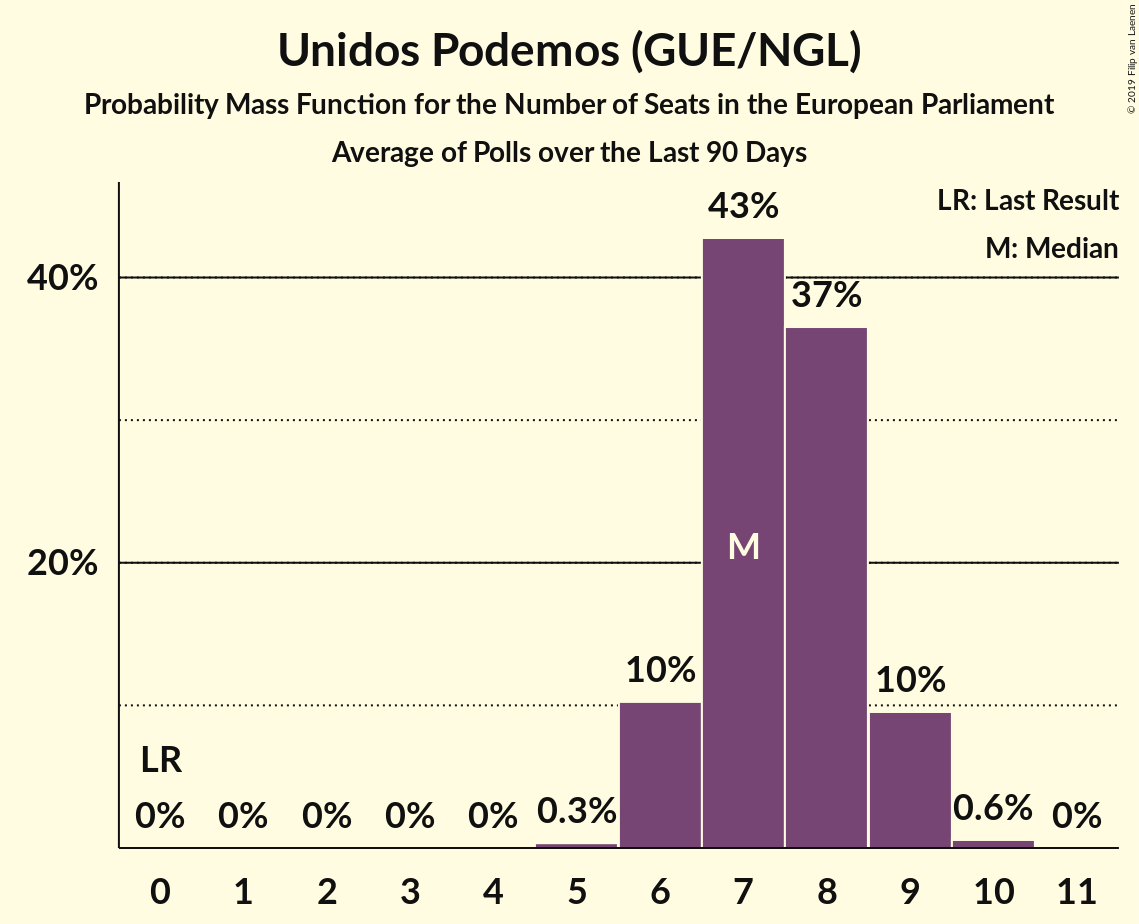 Unidos Podemos (GUE/NGL)
Probability Mass Function for the Number of Seats in the European Parliament
Average of Polls over the Last 90 Days
© 2019 Filip van Laenen
LR: Last Result
M: Median
43%
40%
37%
M
20%
10%
10%
LR
0%
0%
0%
0%
0%
0.3%
0.6%
0%
0 1 2 3 4 5 6 7 8 9 10 11